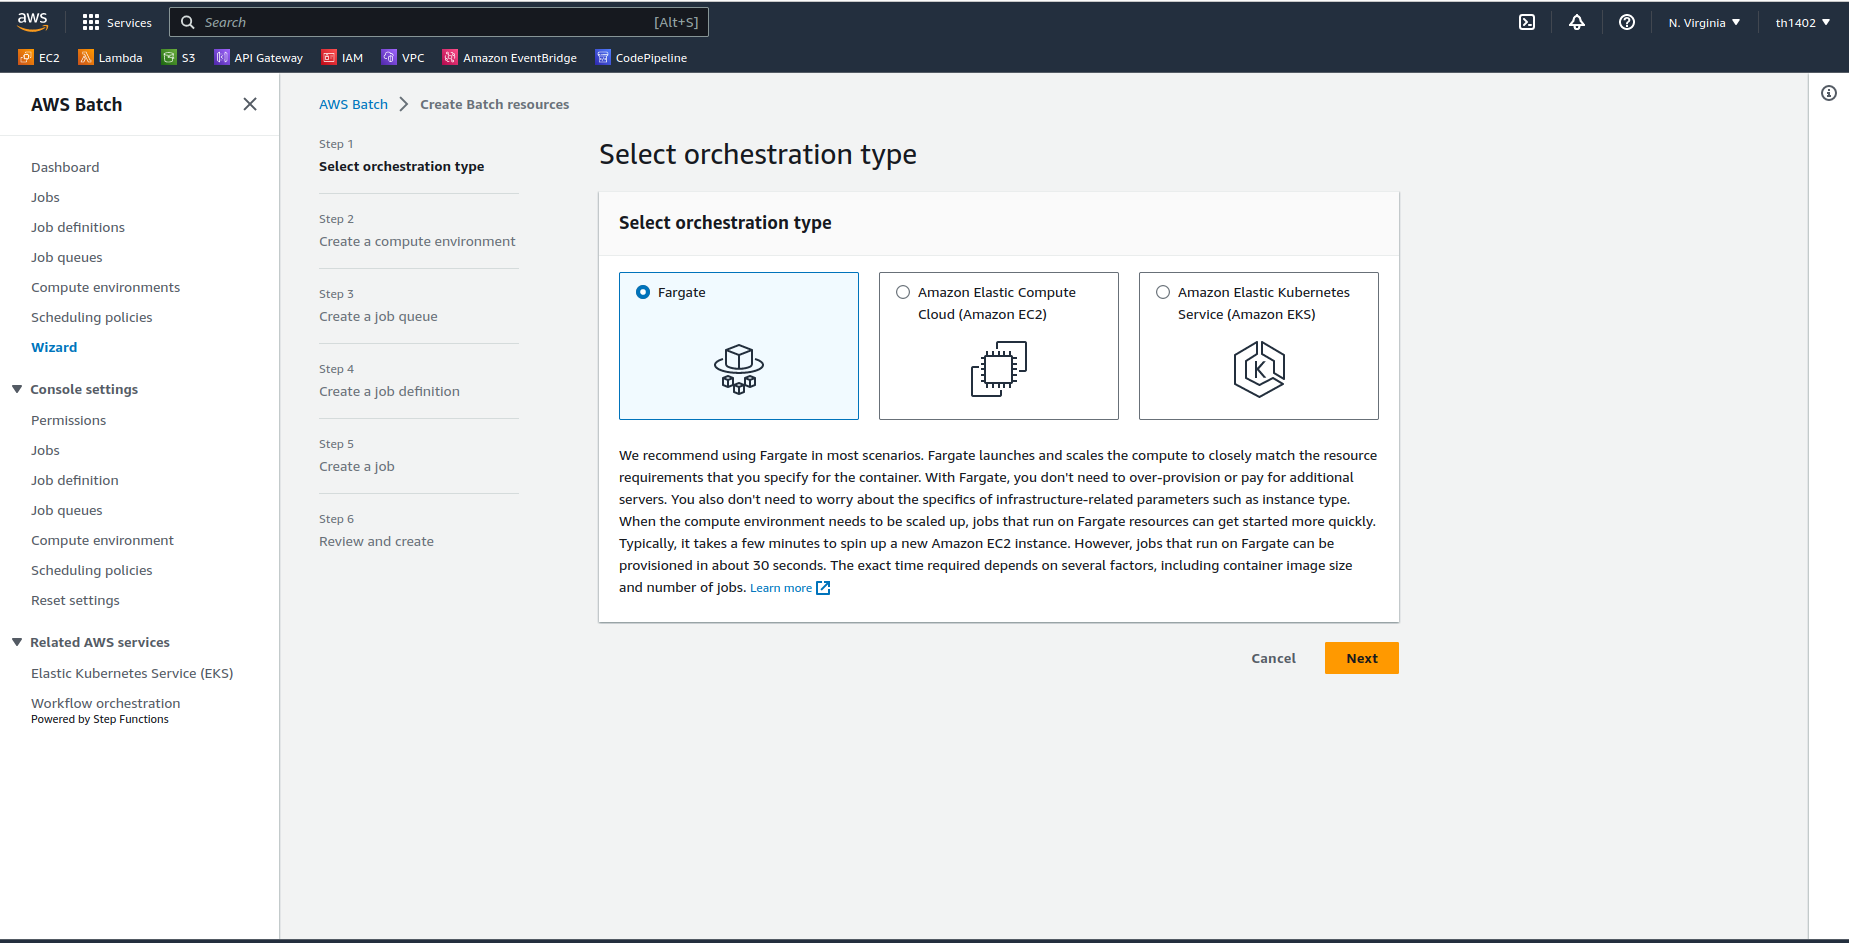 aws
Services
Search
[Alt+S]
N. Virginia
th1402
EC2
Lambda
S3
API Gateway
IAM
VPC
Amazon EventBridge
CodePipeline
AWS Batch
Dashboard
Jobs
Job definitions
Job queues
Compute environments
Scheduling policies
Wizard
Console settings
Permissions
Jobs
Job definition
Job queues
Compute environment
Scheduling policies
Reset settings
Related AWS services
Elastic Kubernetes Service (EKS)
Workflow orchestration
Powered by Step Functions
AWS Batch
Create Batch resources
Step 1
Select orchestration type
Step 2
Create a compute environment
Step 3
Create a job queue
Step 4
Create a job definition
Step 5
Create a job
Step 6
Review and create
Select orchestration type
Select orchestration type
Fargate
Amazon Elastic Compute
Cloud (Amazon EC2)
Amazon Elastic Kubernetes
Service (Amazon EKS)
K
We recommend using Fargate in most scenarios. Fargate launches and scales the compute to closely match the resource
requirements that you specify for the container. With Fargate, you don't need to over-provision or pay for additional
servers. You also don't need to worry about the specifics of infrastructure-related parameters such as instance type.
When the compute environment needs to be scaled up, jobs that run on Fargate resources can get started more quickly.
Typically, it takes a few minutes to spin up a new Amazon EC2 instance. However, jobs that run on Fargate can be
provisioned in about 30 seconds. The exact time required depends on several factors, including container image size
and number of jobs. Learn more
Cancel
Next